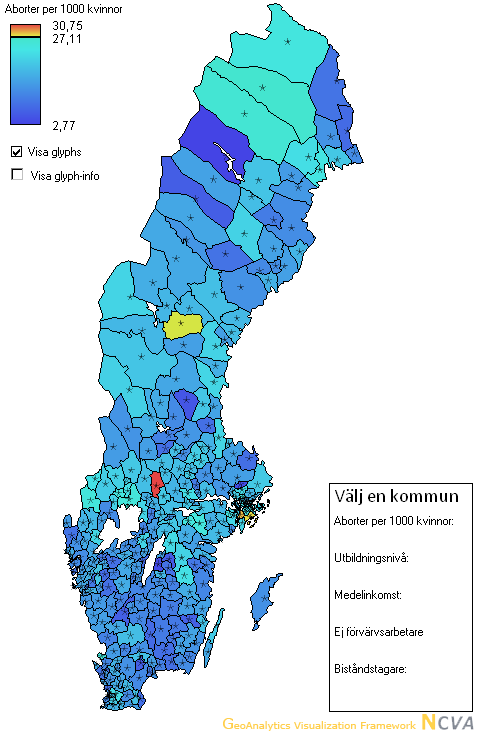 Aborter per 1000 kvinnor
30,75
27,11
2,77
Visa glyphs
Visa glyph-info
Välj en kommun
Aborter per 1000 kvinnor:
Utbildningsnivå:
Medelinkomst:
Ej förvärvsarbetare
Biståndstagare:
GeoAnalytics Visualization Framework NCVA